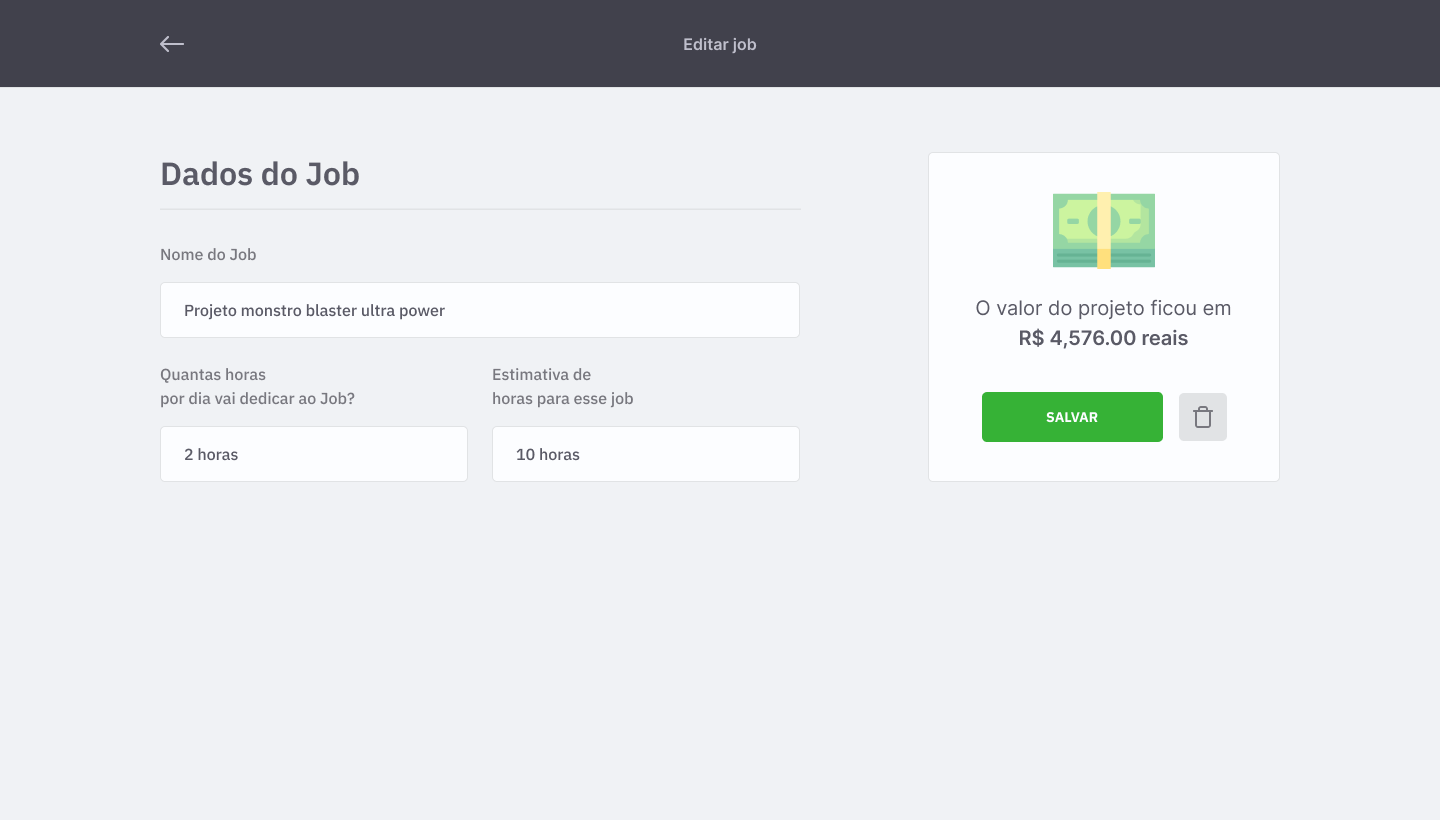 Editar job
Dados do Job
Nome do Job
Projeto monstro blaster ultra power
Quantas horas
por dia vai dedicar ao Job?
2 horas
Estimativa de
horas para esse job
10 horas
O valor do projeto ficou em
R$ 4,576.00 reais
SALVAR